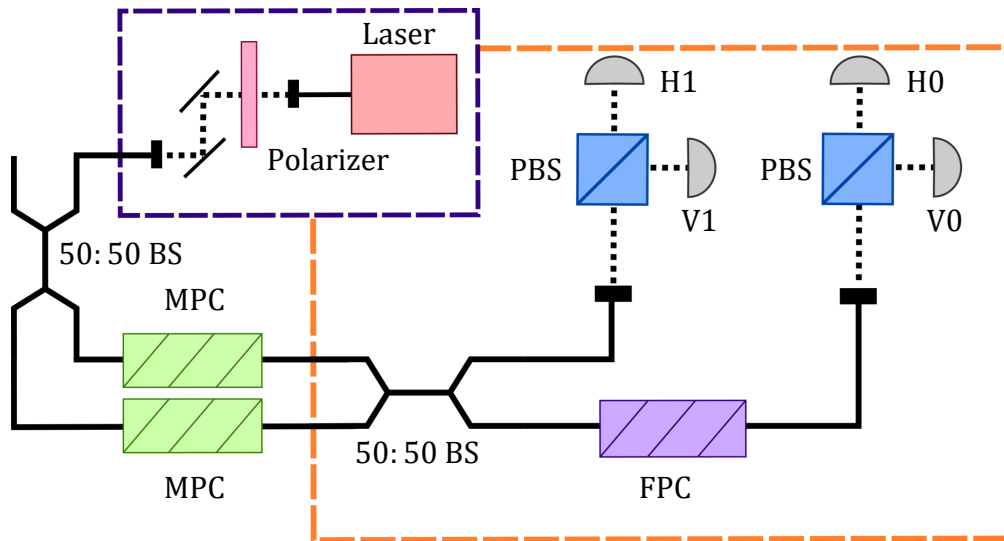 Laser
H1
H0
Polarizer
PBS
PBS
V1
V0
50: 50 BS
MPC
50: 50 BS
MPC
FPC